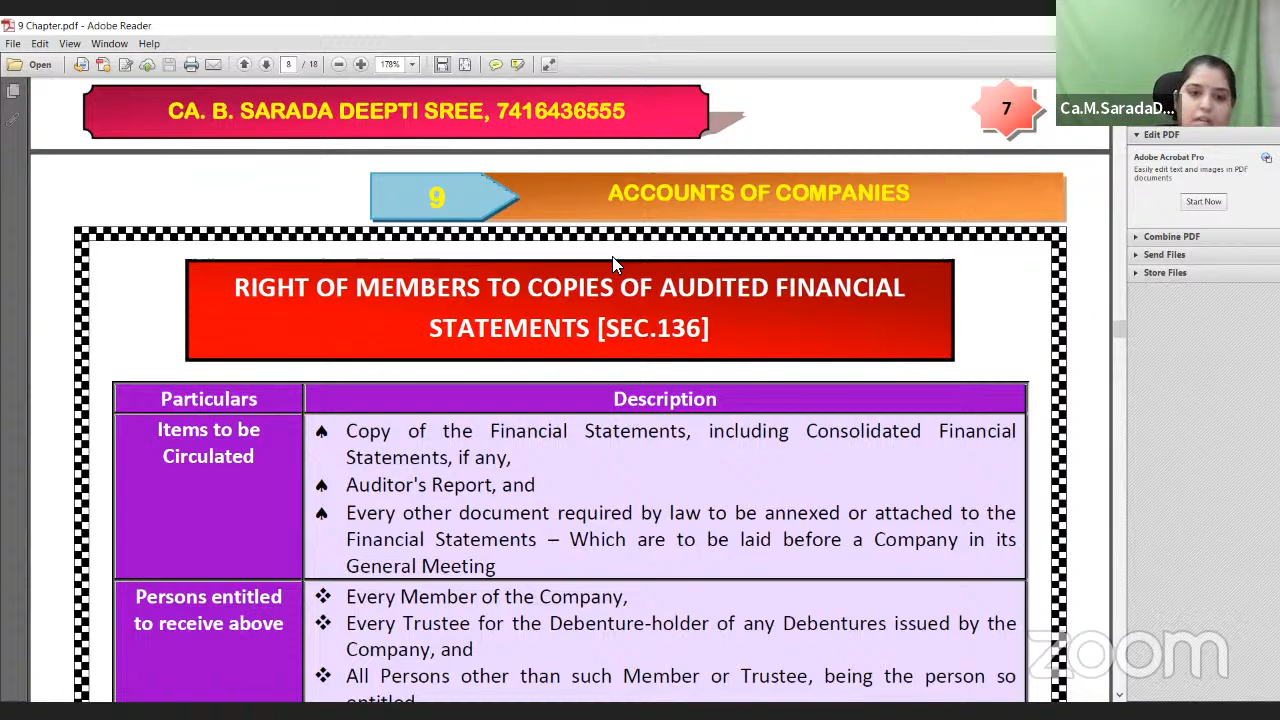 9 Chapter.pdf - Adobe Reader
File Edit View Window Help
Open 8 / 18 178%
CA. B. SARADA DEEPTI SREE, 7416436555
7
Ca.M.SaradaD...
Edit PDF
Adobe Acrobat Pro
Easily edit text and images in PDF
documents
Start Now
Combine PDF
Send Files
Store Files
9
ACCOUNTS OF COMPANIES
RIGHT OF MEMBERS TO COPIES OF AUDITED FINANCIAL
STATEMENTS [SEC.136]
Particulars Description
Items to be
Circulated
Copy of the Financial Statements, including Consolidated Financial
Statements, if any,
Auditor's Report, and
Every other document required by law to be annexed or attached to the
Financial Statements – Which are to be laid before a Company in its
General Meeting
Persons entitled
to receive above
Every Member of the Company,
Every Trustee for the Debenture-holder of any Debentures issued by the
Company, and
All Persons other than such Member or Trustee, being the person so
entitled
zoom